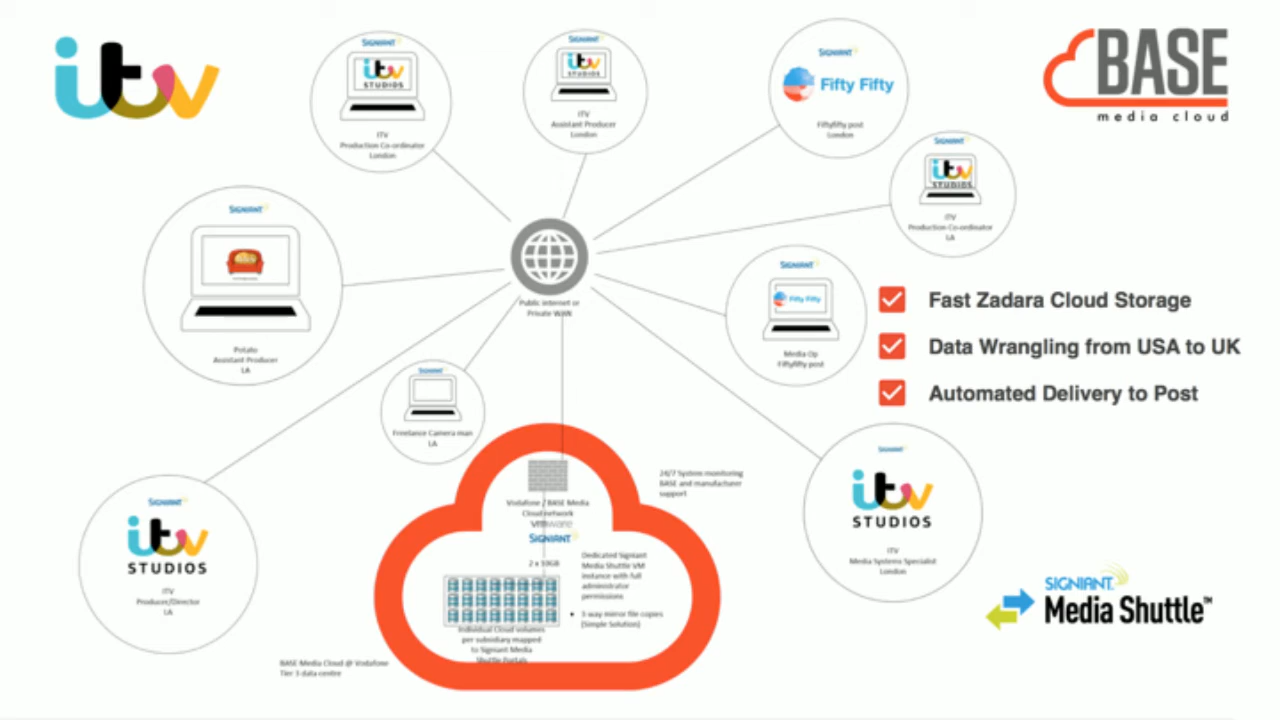 itv
BASE
media cloud
SIGNIANT
itv
STUDIOS
ITV
Production Co-ordinator
London
SIGNIANT
itv
STUDIOS
ITV
Assistant Producer
London
SIGNIANT
Fifty Fifty
Fiftyfifty post
London
SIGNIANT
itv
STUDIOS
ITV
Production Co-ordinator
LA
SIGNIANT
Potato
Assistant Producer
LA
Public internet or
Private WAN
SIGNIANT
Fifty Fifty
Media Op
Fiftyfifty post
Fast Zadara Cloud Storage
Data Wrangling from USA to UK
Automated Delivery to Post
SIGNIANT
Freelance Camera man
LA
SIGNIANT
itv
STUDIOS
ITV
Producer/Director
LA
24/7 System monitoring
BASE and manufacturer
support
Vodafone / BASE Media
Cloud network
vmware
SIGNIANT
2 x 10GB
Dedicated Signiant
Media Shuttle VM
instance with full
administrator
permissions
• 3 way mirror file copies
(Simple Solution)
Individual Cloud volumes
per subsidiary mapped
to Signiant Media
Shuttle Portals
BASE Media Cloud @ Vodafone
Tier 3 data centre
SIGNIANT
itv
STUDIOS
ITV
Media Systems Specialist
London
SIGNIANT
Media Shuttle™